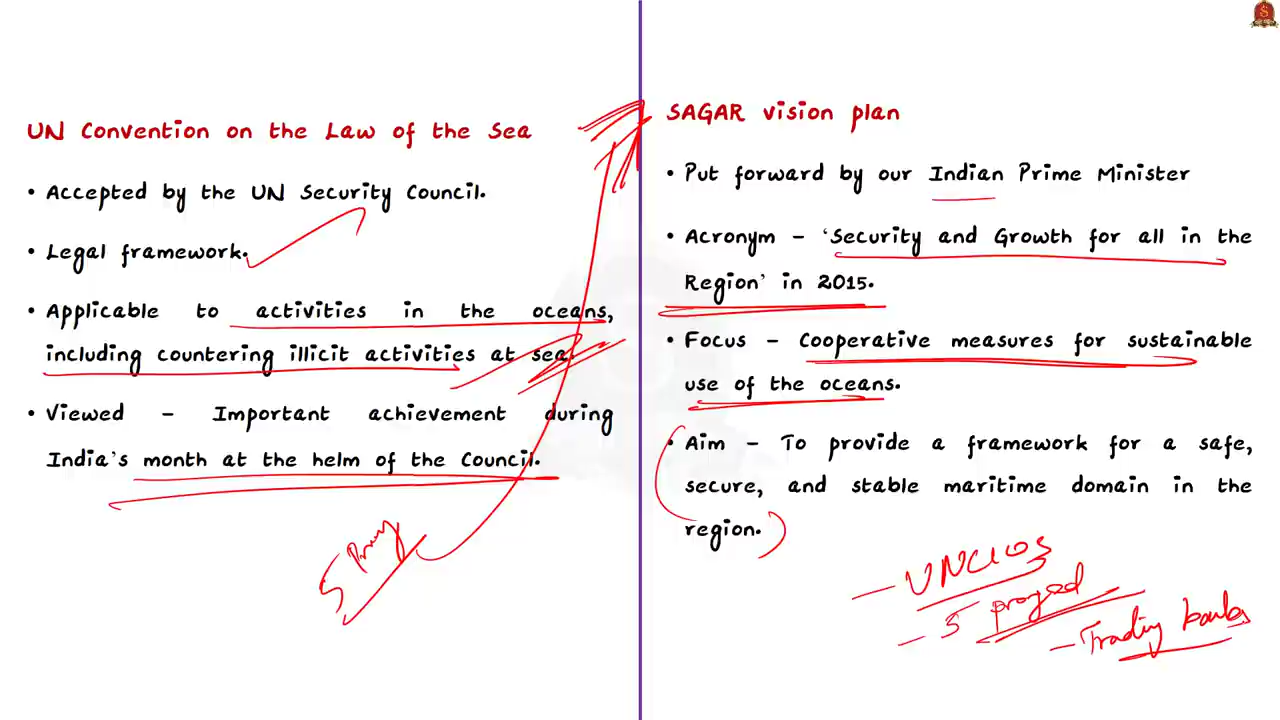 UN Convention on the Law of the Sea
• Accepted by the UN Security Council.
• Legal framework.
• Applicable to activities in the oceans,
including countering illicit activities at sea.
• Viewed - Important achievement during
India's month at the helm of the Council.
5 prong
SAGAR vision plan
• Put forward by our Indian Prime Minister
• Acronym - 'Security and Growth for all in the
Region' in 2015.
• Focus - Cooperative measures for sustainable
use of the oceans.
• Aim - To provide a framework for a safe,
secure, and stable maritime domain in the
region.
- UNCLOS
- 5 pronged
- Trading